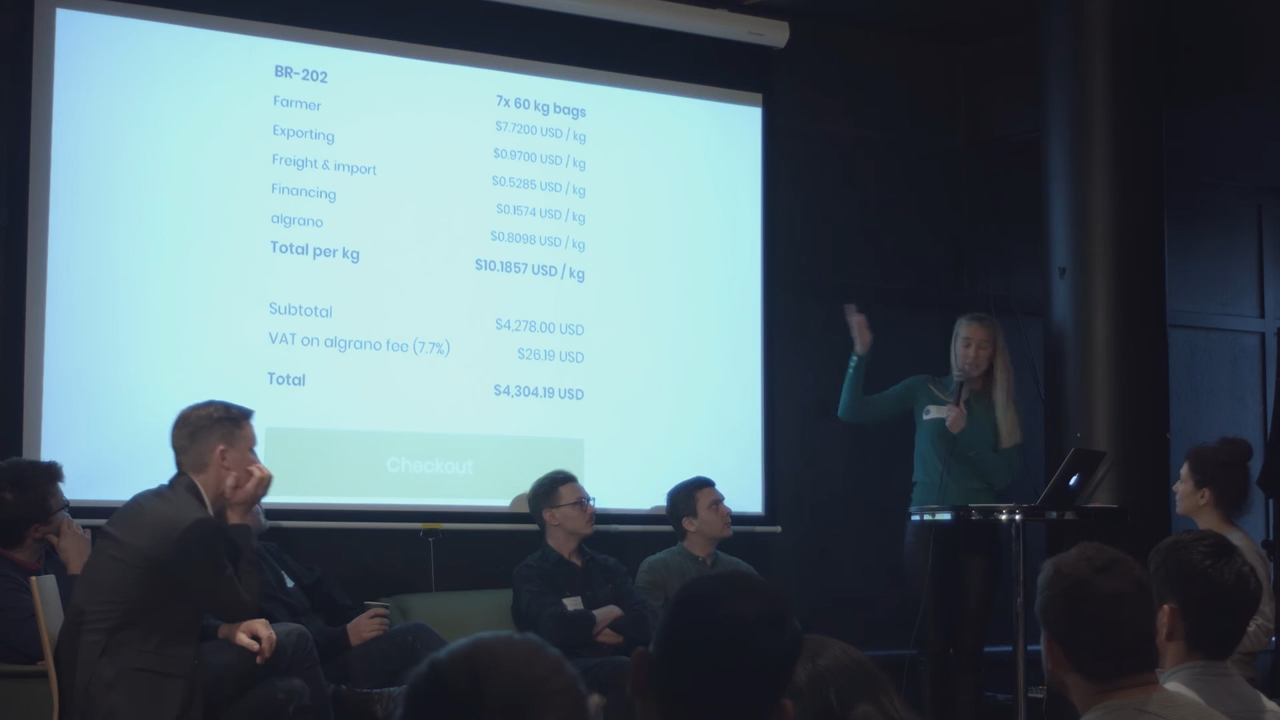 BR-202 7x 60 kg bags
Farmer $7.7200 USD / kg
Exporting $0.9700 USD / kg
Freight & import $0.5285 USD / kg
Financing $0.1574 USD / kg
algrano $0.8098 USD / kg
Total per kg $10.1857 USD / kg
Subtotal $4,278.00 USD
VAT on algrano fee (7.7%) $26.19 USD
Total $4,304.19 USD
Checkout